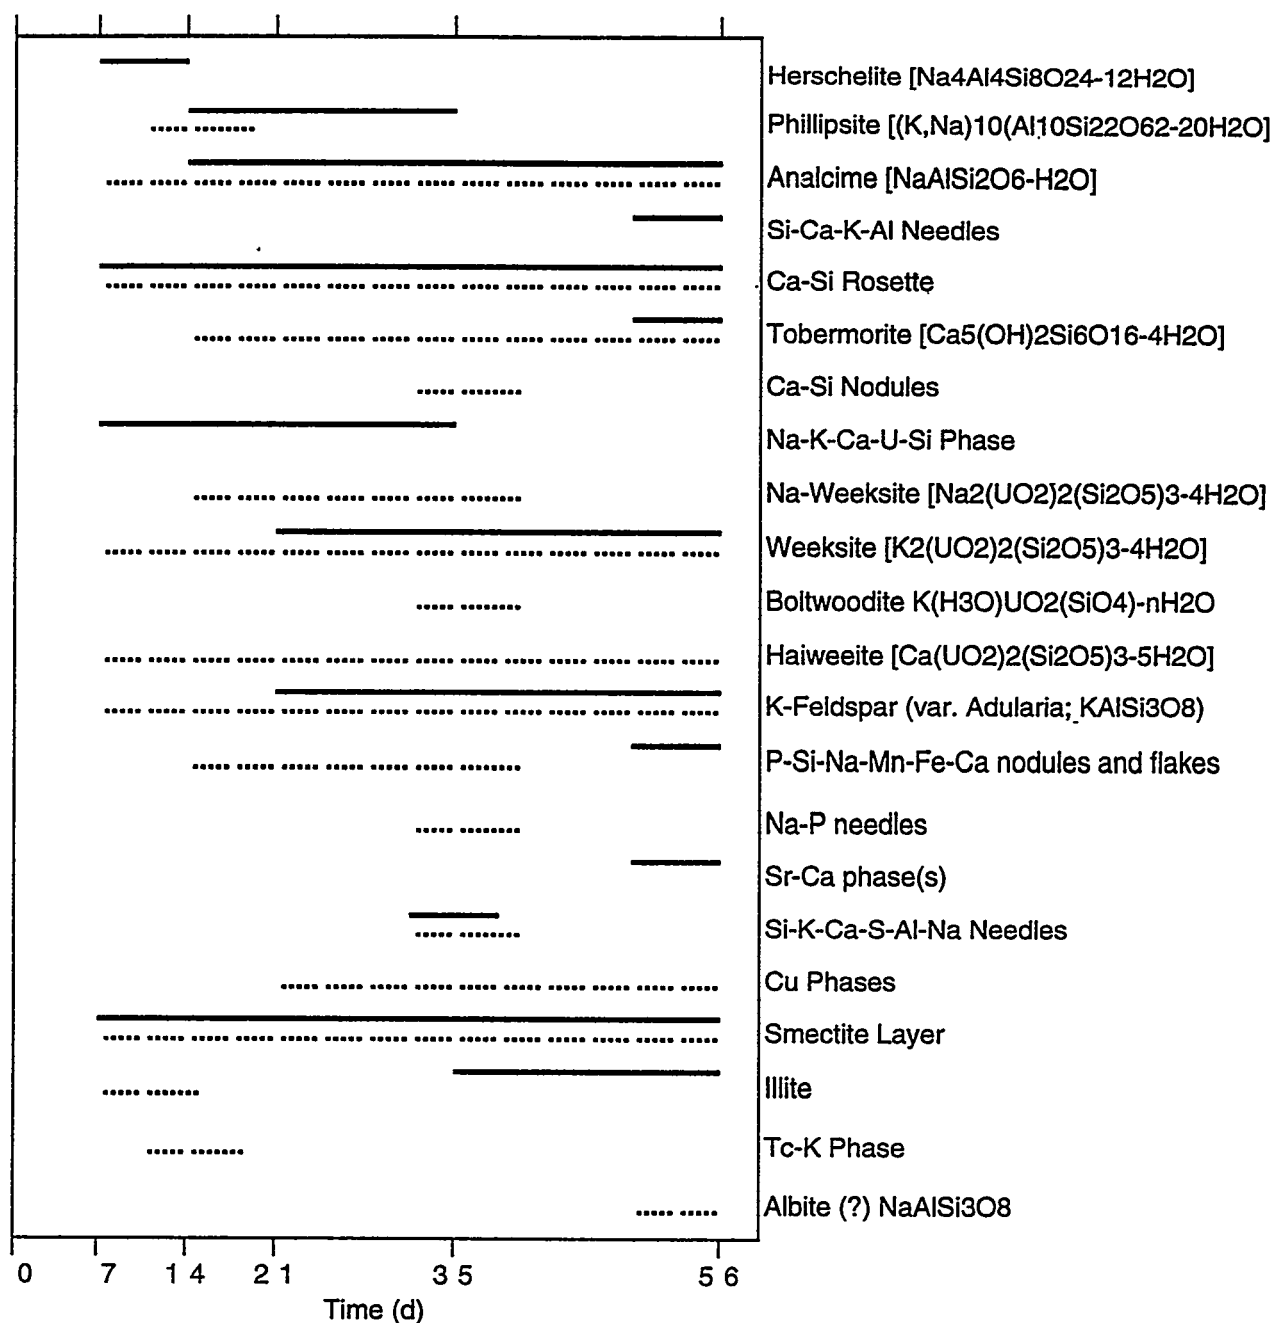 Herschelite [Na4Al4Si8O24-12H2O]
Phillipsite [(K,Na)10(Al10Si22O62-20H2O]
Analcime [NaAlSi2O6-H2O]
Si-Ca-K-Al Needles
Ca-Si Rosette
Tobermorite [Ca5(OH)2Si6O16-4H2O]
Ca-Si Nodules
Na-K-Ca-U-Si Phase
Na-Weeksite [Na2(UO2)2(Si2O5)3-4H2O]
Weeksite [K2(UO2)2(Si2O5)3-4H2O]
Boltwoodite K(H3O)UO2(SiO4)-nH2O
Haiweeite [Ca(UO2)2(Si2O5)3-5H2O]
K-Feldspar (var. Adularia; KAlSi3O8)
P-Si-Na-Mn-Fe-Ca nodules and flakes
Na-P needles
Sr-Ca phase(s)
Si-K-Ca-S-Al-Na Needles
Cu Phases
Smectite Layer
Illite
Tc-K Phase
Albite (?) NaAlSi3O8
0 7 14 21 35 56
Time (d)